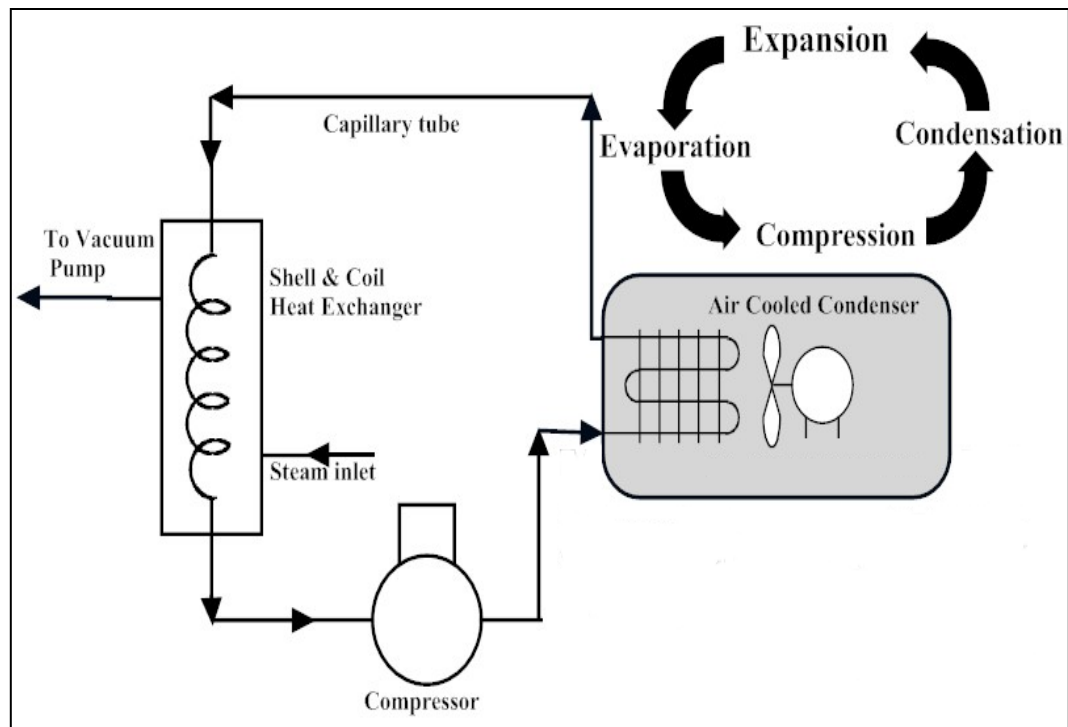 Expansion
Capillary tube
Evaporation
Condensation
Compression
To Vacuum
Pump
Shell & Coil
Heat Exchanger
Air Cooled Condenser
Steam inlet
Compressor